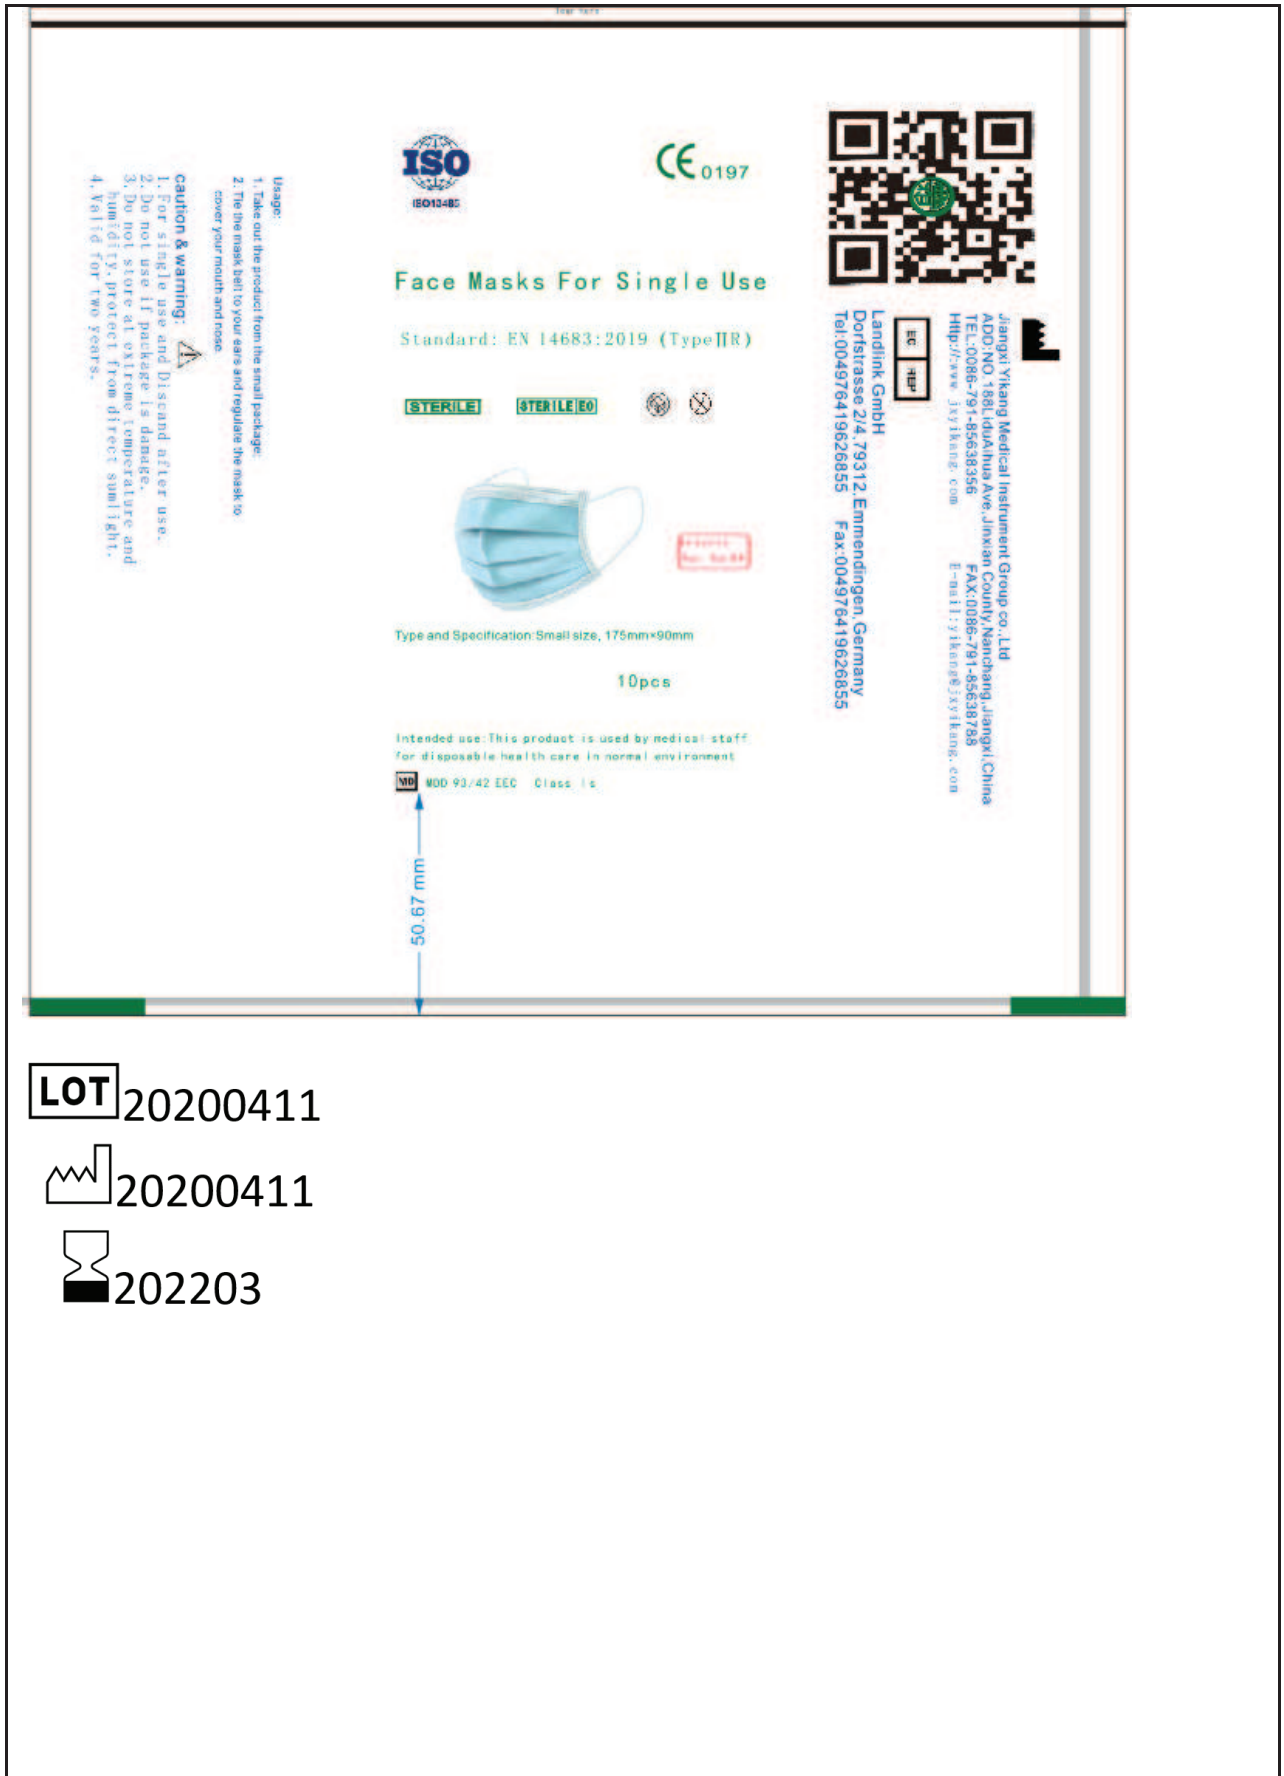 ISO
ISO13485
CE 0197
Face Masks For Single Use
Standard: EN 14683:2019 (TypeⅡR)
STERILE
STERILE EO
Type and Specification:Small size, 175mm×90mm
10pcs
Intended use:This product is used by medical staff
for disposable health care in normal environment
MD MDD 93/42 EEC Class Is
50.67 mm
Usage:
1. Take out the product from the small package:
2. Tie the mask belt to your ears and regulate the mask to
cover your mouth and nose.
caution & warning:
1. For single use and Discand after use.
2. Do not use if package is damage.
3. Do not store at extreme temperature and
humidity, protect from direct sumlight.
4. Valid for two years.
Jiangxi Yikang Medical Instrument Group co.,Ltd
ADD:NO.188LiduAihua Ave,Jinxian County,Nanchang,Jiangxi,China
TEL:0086-791-85638356 FAX:0086-791-85638788
Http://www.jxyikang.com E-mail:yikang@jxyikang.com
EC REP
Landlink GmbH
Dorfstrasse 2/4,79312,Emmendingen,Germany
Tel:004976419626855 Fax:004976419626855
LOT 20200411
20200411
202203